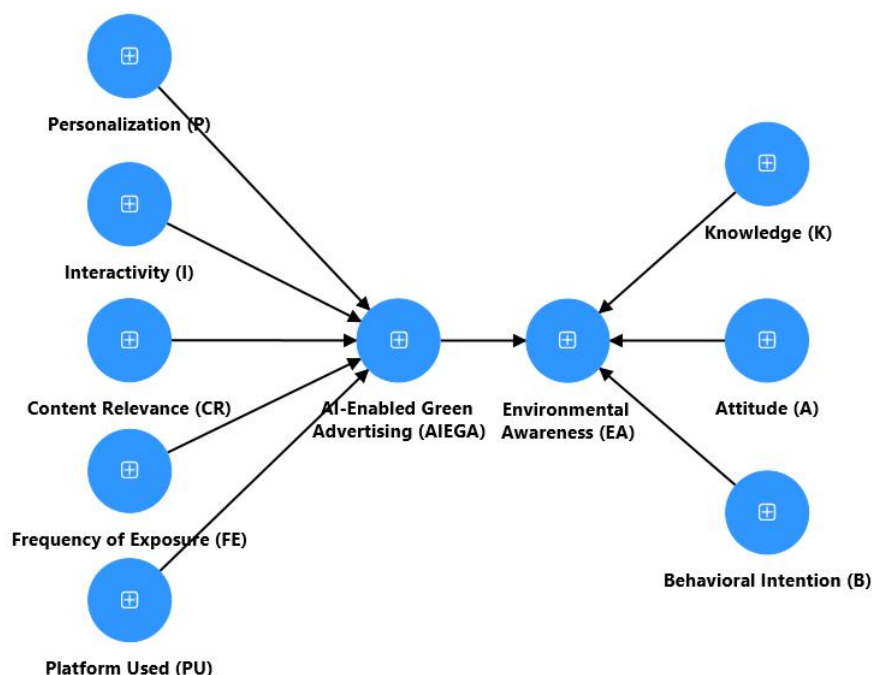 Personalization (P)
Interactivity (I)
Content Relevance (CR)
Frequency of Exposure (FE)
Platform Used (PU)
AI-Enabled Green
Advertising (AIEGA)
Environmental
Awareness (EA)
Knowledge (K)
Attitude (A)
Behavioral Intention (B)